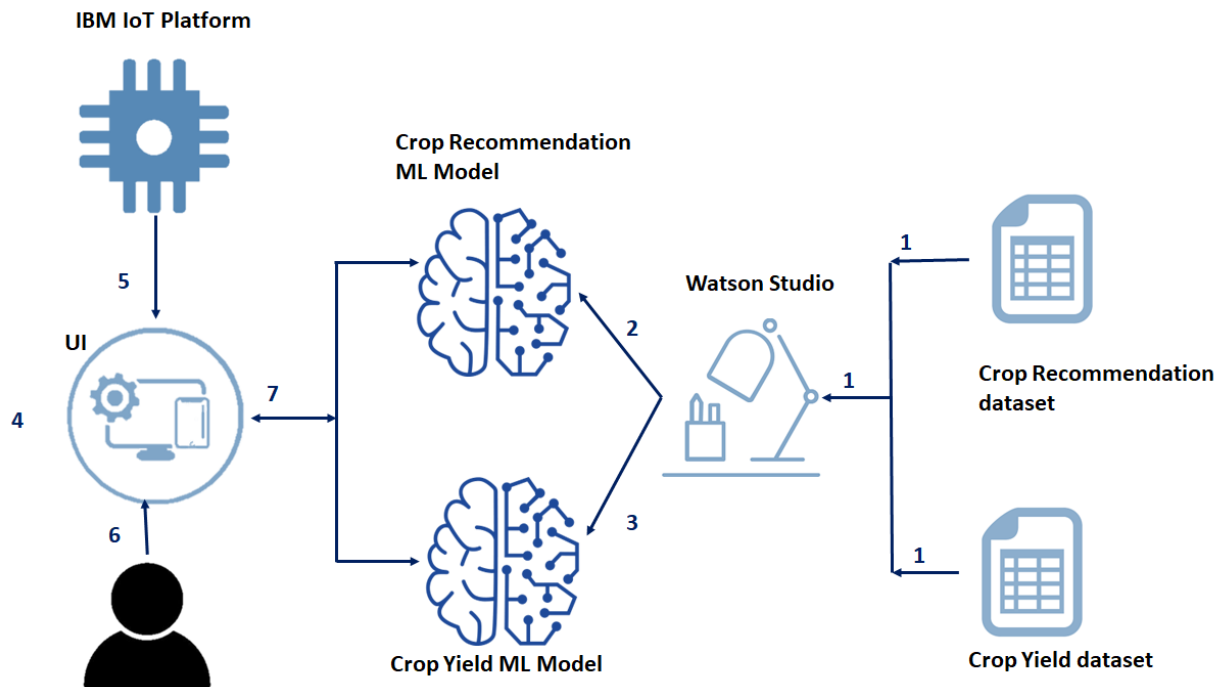 IBM IoT Platform
Crop Recommendation
ML Model
1
5
2
Watson Studio
UI
7
1
Crop Recommendation
dataset
4
3
6
1
Crop Yield ML Model
Crop Yield dataset